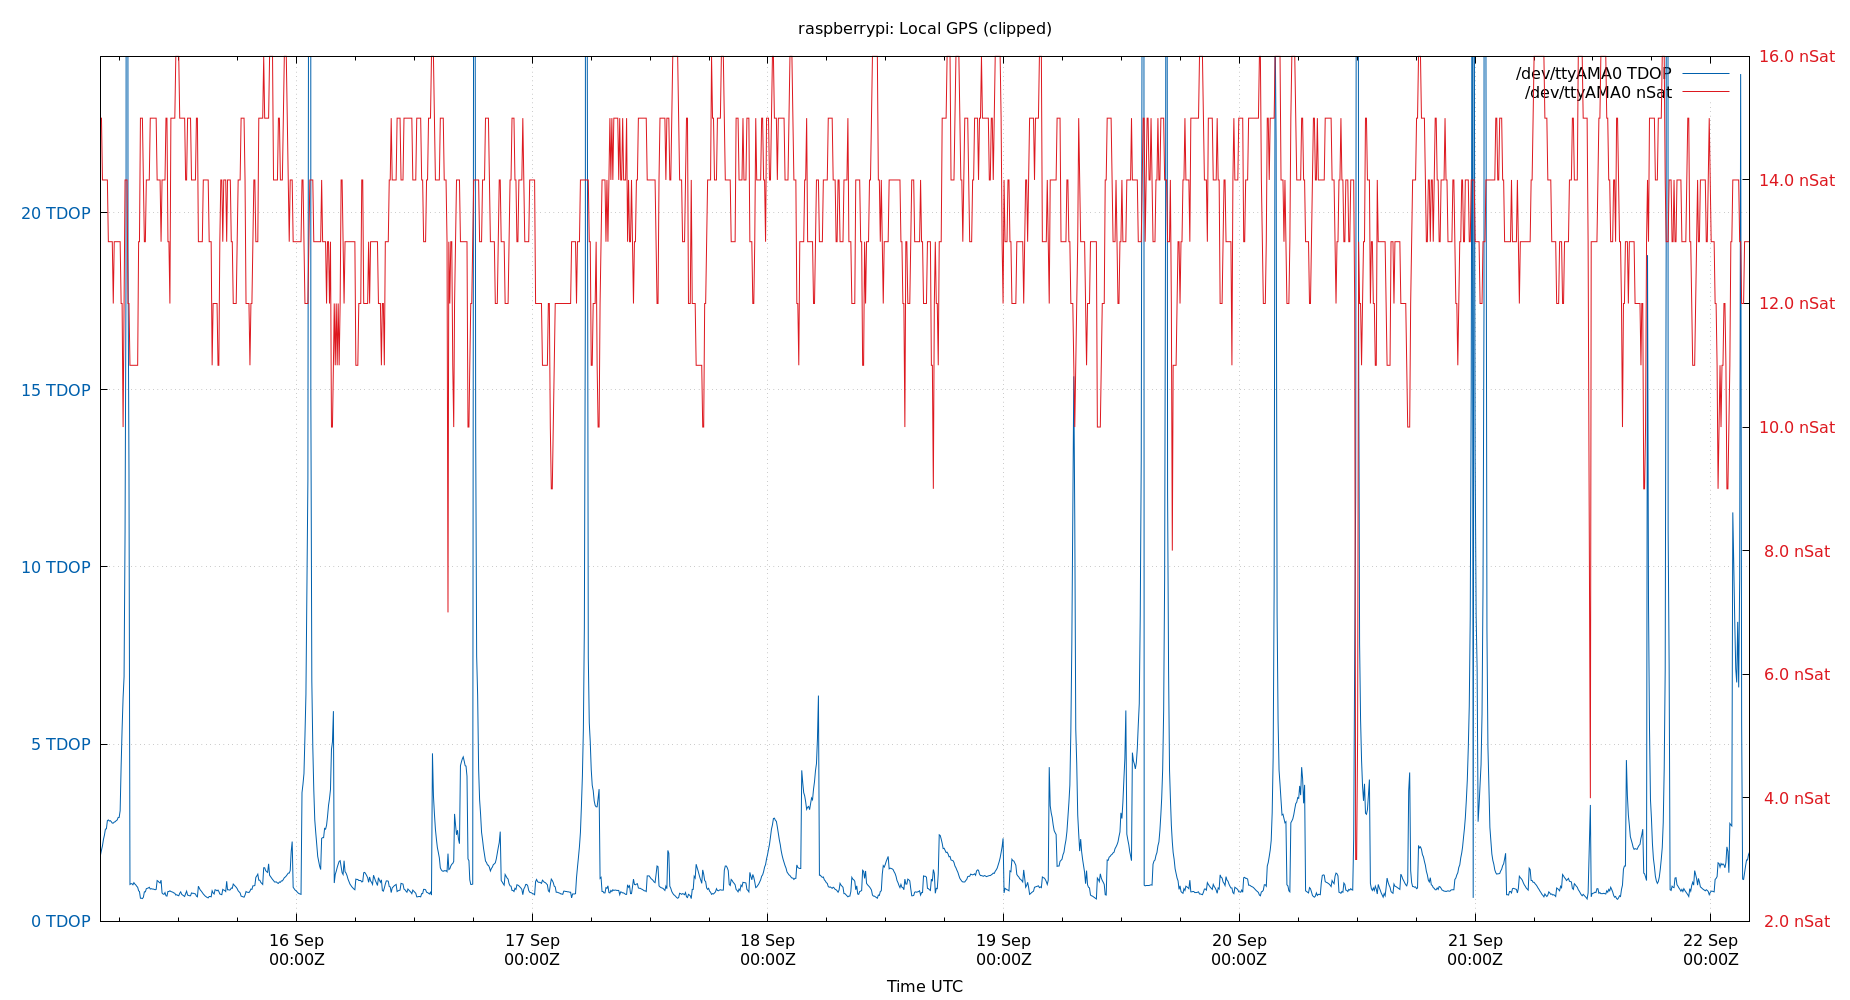 raspberrypi: Local GPS (clipped)
/dev/ttyAMA0 TDOP
/dev/ttyAMA0 nSat
20 TDOP
15 TDOP
10 TDOP
5 TDOP
0 TDOP
16.0 nSat
14.0 nSat
12.0 nSat
10.0 nSat
8.0 nSat
6.0 nSat
4.0 nSat
2.0 nSat
16 Sep 17 Sep 18 Sep 19 Sep 20 Sep 21 Sep 22 Sep
00:00Z 00:00Z 00:00Z 00:00Z 00:00Z 00:00Z 00:00Z
Time UTC